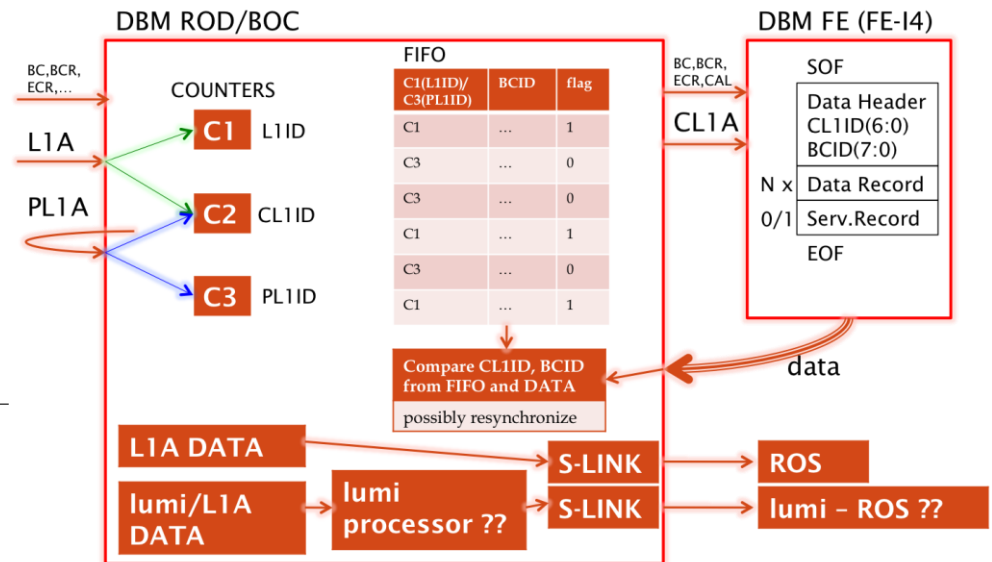 DBM ROD/BOC
DBM FE (FE-I4)
BC,BCR,
ECR,...
L1A
PL1A
COUNTERS
C1 L1ID
C2 CL1ID
C3 PL1ID
FIFO
C1(L1ID)/
C3(PL1ID)
BCID
flag
C1 ... 1
C3 ... 0
C3 ... 0
C1 ... 1
C3 ... 0
C1 ... 1
Compare CL1ID, BCID
from FIFO and DATA
possibly resynchronize
BC,BCR,
ECR,CAL
CL1A
SOF
Data Header
CL1ID(6:0)
BCID(7:0)
N x Data Record
0/1 Serv.Record
EOF
data
L1A DATA
S-LINK
ROS
lumi/L1A
DATA
lumi
processor ??
S-LINK
lumi – ROS ??